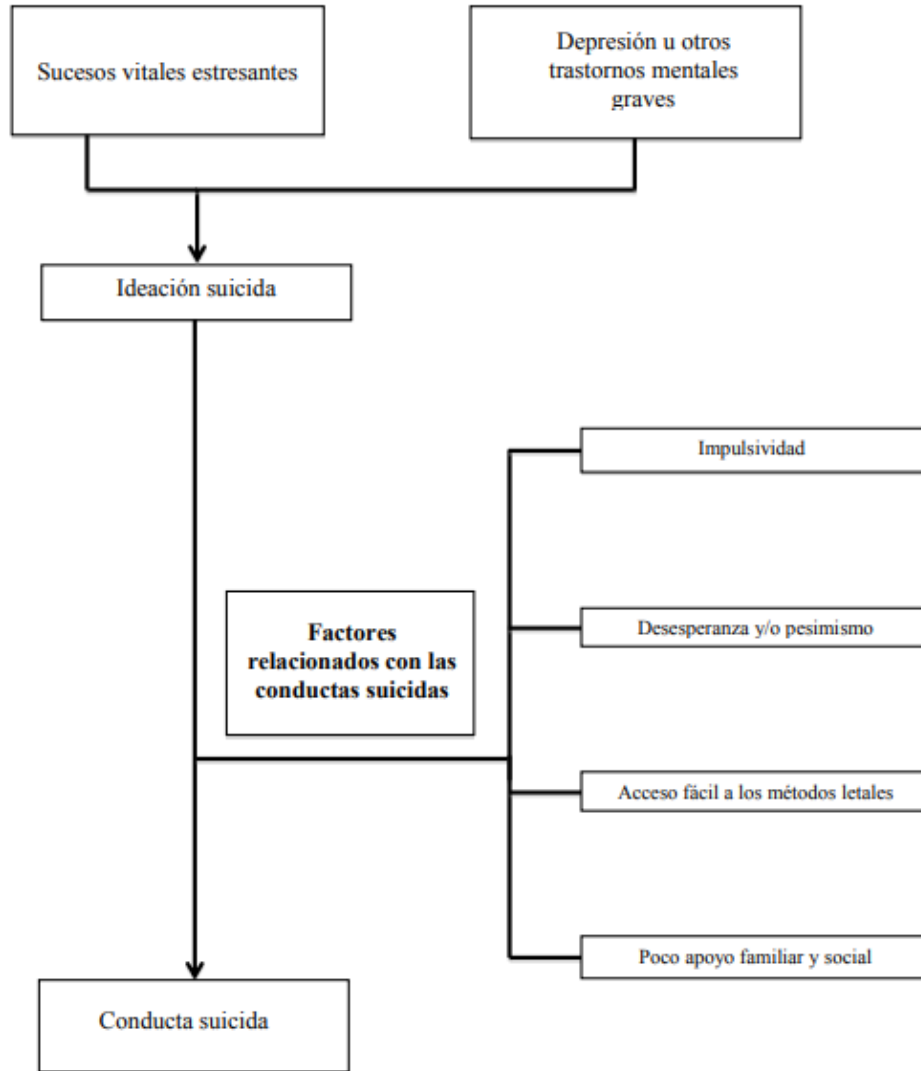 Sucesos vitales estresantes
Depresión u otros
trastornos mentales
graves
Ideación suicida
Impulsividad
Factores
relacionados con las
conductas suicidas
Desesperanza y/o pesimismo
Acceso fácil a los métodos letales
Poco apoyo familiar y social
Conducta suicida